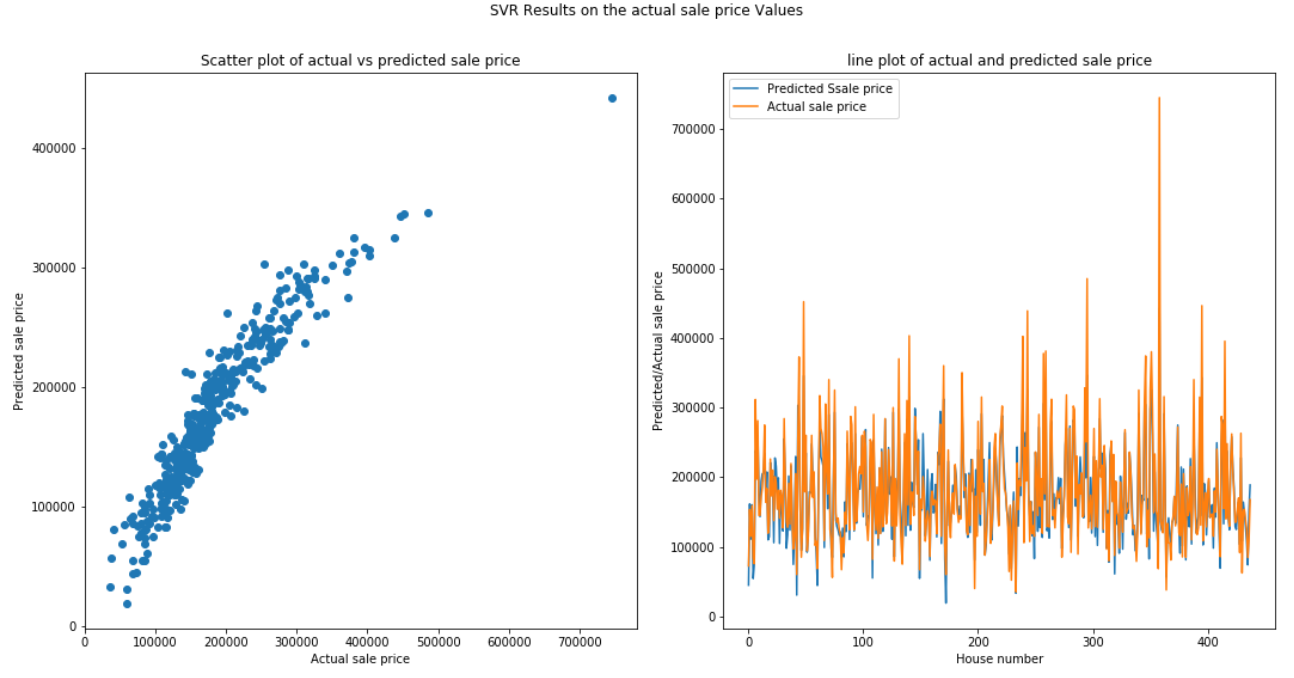 SVR Results on the actual sale price Values
Scatter plot of actual vs predicted sale price
Predicted sale price
400000
300000
200000
100000
0
0 100000 200000 300000 400000 500000 600000 700000
Actual sale price
line plot of actual and predicted sale price
Predicted Ssale price
Actual sale price
Predicted/Actual sale price
700000
600000
500000
400000
300000
200000
100000
0
0 100 200 300 400
House number